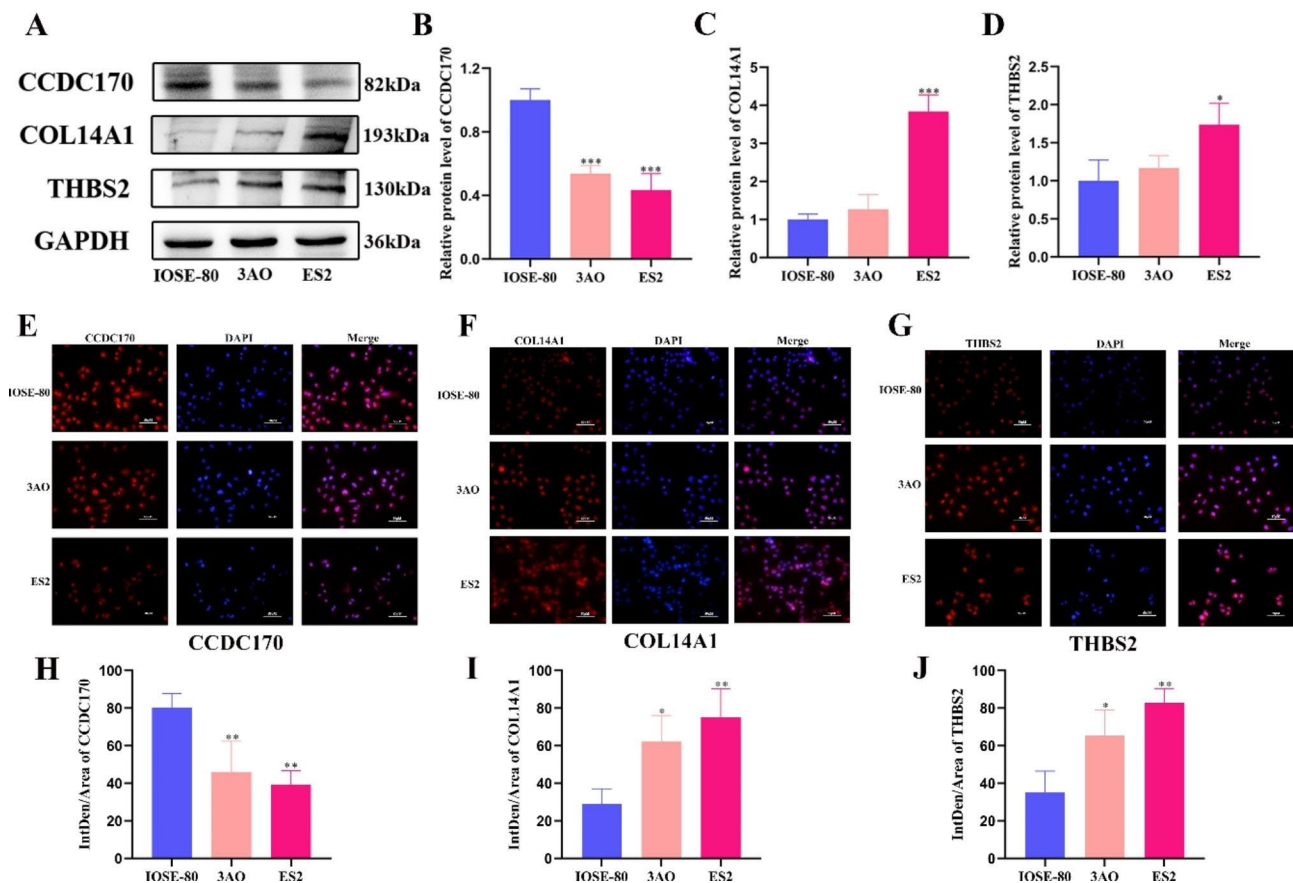 A
CCDC170 82kDa
COL14A1 193kDa
THBS2 130kDa
GAPDH 36kDa
IOSE-80 3AO ES2
B
Relative protein level of CCDC170
1.2
0.8
0.4
0.0
*** ***
IOSE-80 3AO ES2
C
Relative protein level of COL14A1
5
4
3
2
1
0
***
IOSE-80 3AO ES2
D
Relative protein level of THBS2
2.5
2.0
1.5
1.0
0.5
0.0
*
IOSE-80 3AO ES2
E
CCDC170 DAPI Merge
IOSE-80
3AO
ES2
F
COL14A1 DAPI Merge
IOSE-80
3AO
ES2
G
THBS2 DAPI Merge
IOSE-80
3AO
ES2
H
CCDC170
IntDen/Area of CCDC170
100
80
60
40
20
0
** **
IOSE-80 3AO ES2
I
COL14A1
IntDen/Area of COL14A1
100
80
60
40
20
0
* **
IOSE-80 3AO ES2
J
THBS2
IntDen/Area of THBS2
100
80
60
40
20
0
* **
IOSE-80 3AO ES2